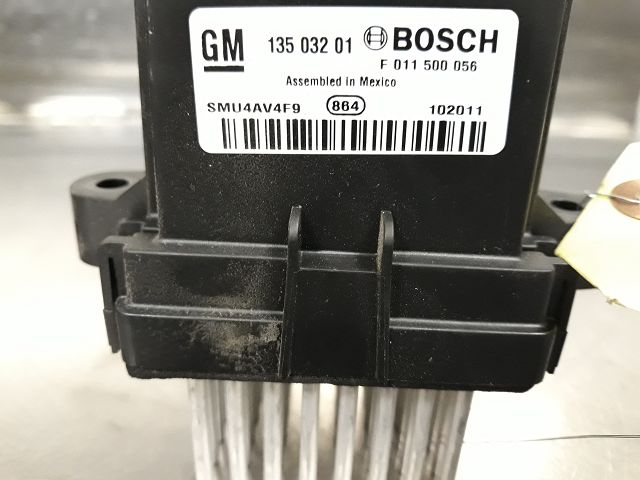 GM 135 032 01 BOSCH
F 011 500 056
Assembled in Mexico
SMU4AV4F9 864 102011